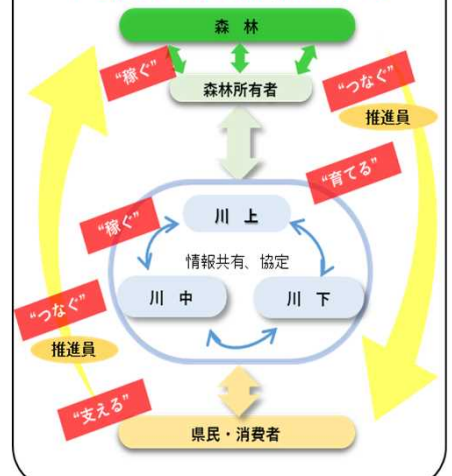 森 林
“稼ぐ”
森林所有者
“つなぐ”
推進員
“育てる”
“稼ぐ”
川 上
情報共有、協定
川 中
川 下
“つなぐ”
推進員
“支える”
県民・消費者